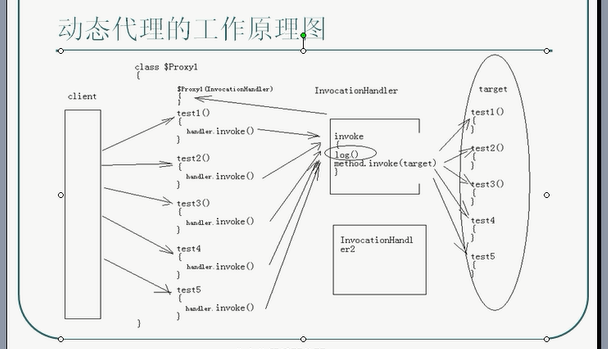 动态代理的工作原理图
class $Proxy1
{
client
$Proxy1(InvocationHandler)
{
}
test1()
{
handler.invoke()
}
test2()
{
handler.invoke()
}
test3()
{
handler.invoke()
}
test4
{
handler.invoke()
}
test5
{
handler.invoke()
}
}
InvocationHandler
invoke
{
log()
method.invoke(target)
}
InvocationHandl
er2
target
test1()
{
}
test2()
{
}
test3()
{
}
test4
{
}
test5
{
}